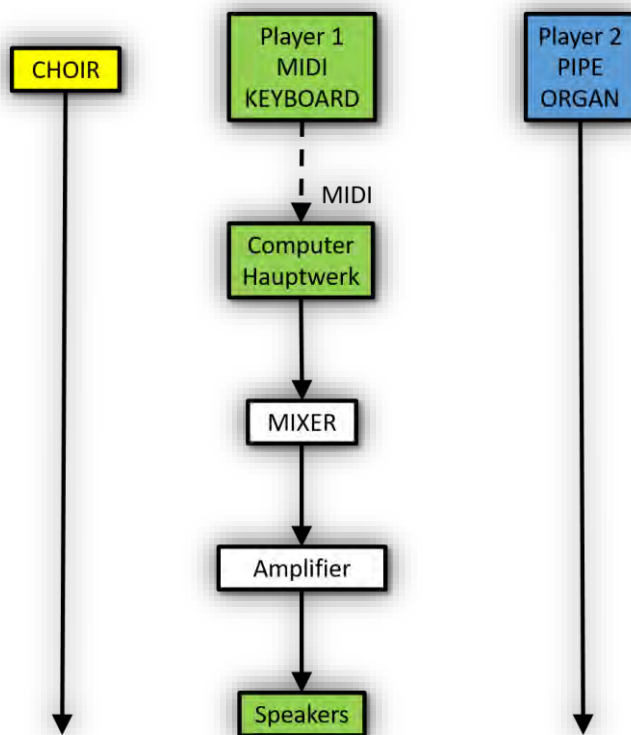 CHOIR
Player 1
MIDI
KEYBOARD
Player 2
PIPE
ORGAN
MIDI
Computer
Hauptwerk
MIXER
Amplifier
Speakers